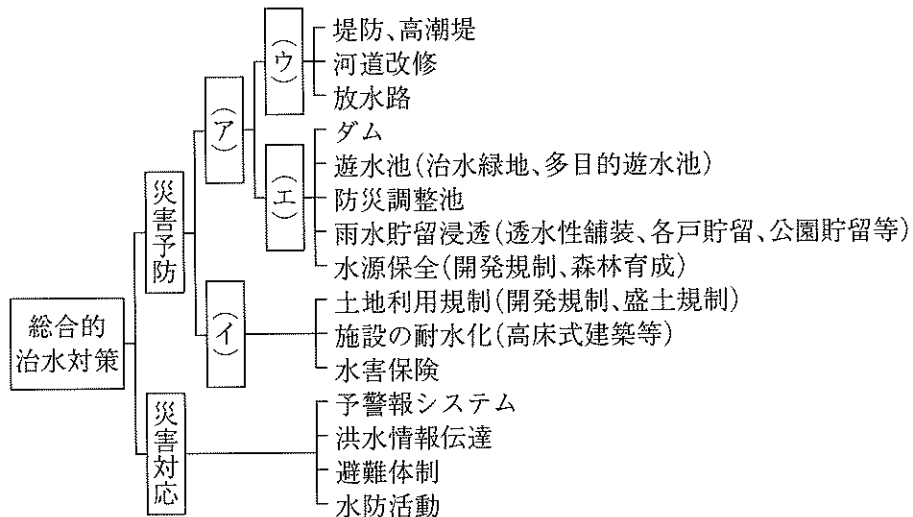 総合的
治水対策
災害予防
(ア)
(ウ)
堤防、高潮堤
河道改修
放水路
(エ)
ダム
遊水池(治水緑地、多目的遊水池)
防災調整池
雨水貯留浸透(透水性舗装、各戸貯留、公園貯留等)
水源保全(開発規制、森林育成)
(イ)
土地利用規制(開発規制、盛土規制)
施設の耐水化(高床式建築等)
水害保険
災害対応
予警報システム
洪水情報伝達
避難体制
水防活動